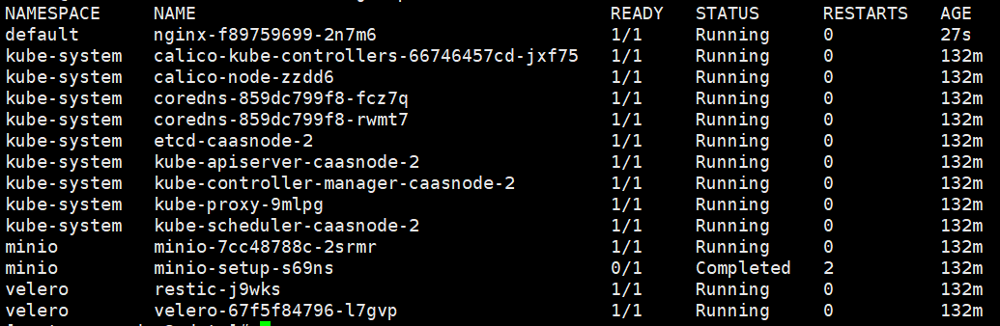 NAMESPACE NAME READY STATUS RESTARTS AGE
default nginx-f89759699-2n7m6 1/1 Running 0 27s
kube-system calico-kube-controllers-66746457cd-jxf75 1/1 Running 0 132m
kube-system calico-node-zzdd6 1/1 Running 0 132m
kube-system coredns-859dc799f8-fcz7q 1/1 Running 0 132m
kube-system coredns-859dc799f8-rwmt7 1/1 Running 0 132m
kube-system etcd-caasnode-2 1/1 Running 0 132m
kube-system kube-apiserver-caasnode-2 1/1 Running 0 132m
kube-system kube-controller-manager-caasnode-2 1/1 Running 0 132m
kube-system kube-proxy-9mlpg 1/1 Running 0 132m
kube-system kube-scheduler-caasnode-2 1/1 Running 0 132m
minio minio-7cc48788c-2srmr 1/1 Running 0 132m
minio minio-setup-s69ns 0/1 Completed 2 132m
velero restic-j9wks 1/1 Running 0 132m
velero velero-67f5f84796-l7gvp 1/1 Running 0 132m